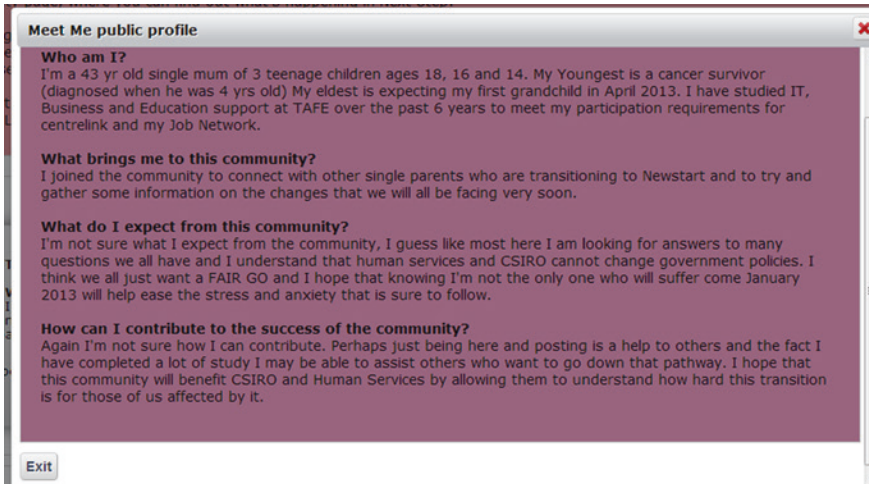 Meet Me public profile
Who am I?
I'm a 43 yr old single mum of 3 teenage children ages 18, 16 and 14. My Youngest is a cancer survivor
(diagnosed when he was 4 yrs old) My eldest is expecting my first grandchild in April 2013. I have studied IT,
Business and Education support at TAFE over the past 6 years to meet my participation requirements for
centrelink and my Job Network.
What brings me to this community?
I joined the community to connect with other single parents who are transitioning to Newstart and to try and
gather some information on the changes that we will all be facing very soon.
What do I expect from this community?
I'm not sure what I expect from the community, I guess like most here I am looking for answers to many
questions we all have and I understand that human services and CSIRO cannot change government policies. I
think we all just want a FAIR GO and I hope that knowing I'm not the only one who will suffer come January
2013 will help ease the stress and anxiety that is sure to follow.
How can I contribute to the success of the community?
Again I'm not sure how I can contribute. Perhaps just being here and posting is a help to others and the fact I
have completed a lot of study I may be able to assist others who want to go down that pathway. I hope that
this community will benefit CSIRO and Human Services by allowing them to understand how hard this transition
is for those of us affected by it.
Exit